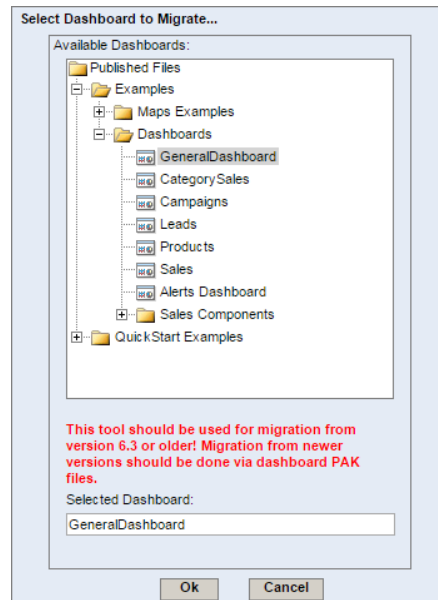 Select Dashboard to Migrate...
Available Dashboards:
Published Files
Examples
Maps Examples
Dashboards
GeneralDashboard
CategorySales
Campaigns
Leads
Products
Sales
Alerts Dashboard
Sales Components
QuickStart Examples
This tool should be used for migration from
version 6.3 or older! Migration from newer
versions should be done via dashboard PAK
files.
Selected Dashboard:
GeneralDashboard
Ok Cancel